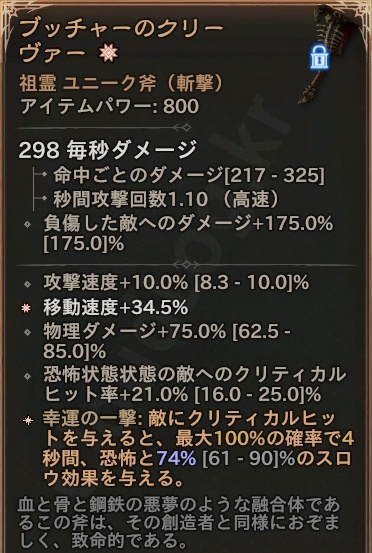 ブッチャーのクリー
ヴァー
祖霊 ユニーク斧（斬撃）
アイテムパワー: 800
298 毎秒ダメージ
命中ごとのダメージ[217 - 325]
秒間攻撃回数1.10（高速）
負傷した敵へのダメージ+175.0%
[175.0]%
攻撃速度+10.0% [8.3 - 10.0]%
移動速度+34.5%
物理ダメージ+75.0% [62.5 -
85.0]%
恐怖状態状態の敵へのクリティカル
ヒット率+21.0% [16.0 - 25.0]%
幸運の一撃: 敵にクリティカルヒッ
トを与えると、最大100%の確率で4
秒間、恐怖と74% [61 - 90]%のスロ
ウ効果を与える。
血と骨と鋼鉄の悪夢のような融合体であ
るこの斧は、その創造者と同様におぞま
しく、致命的である。